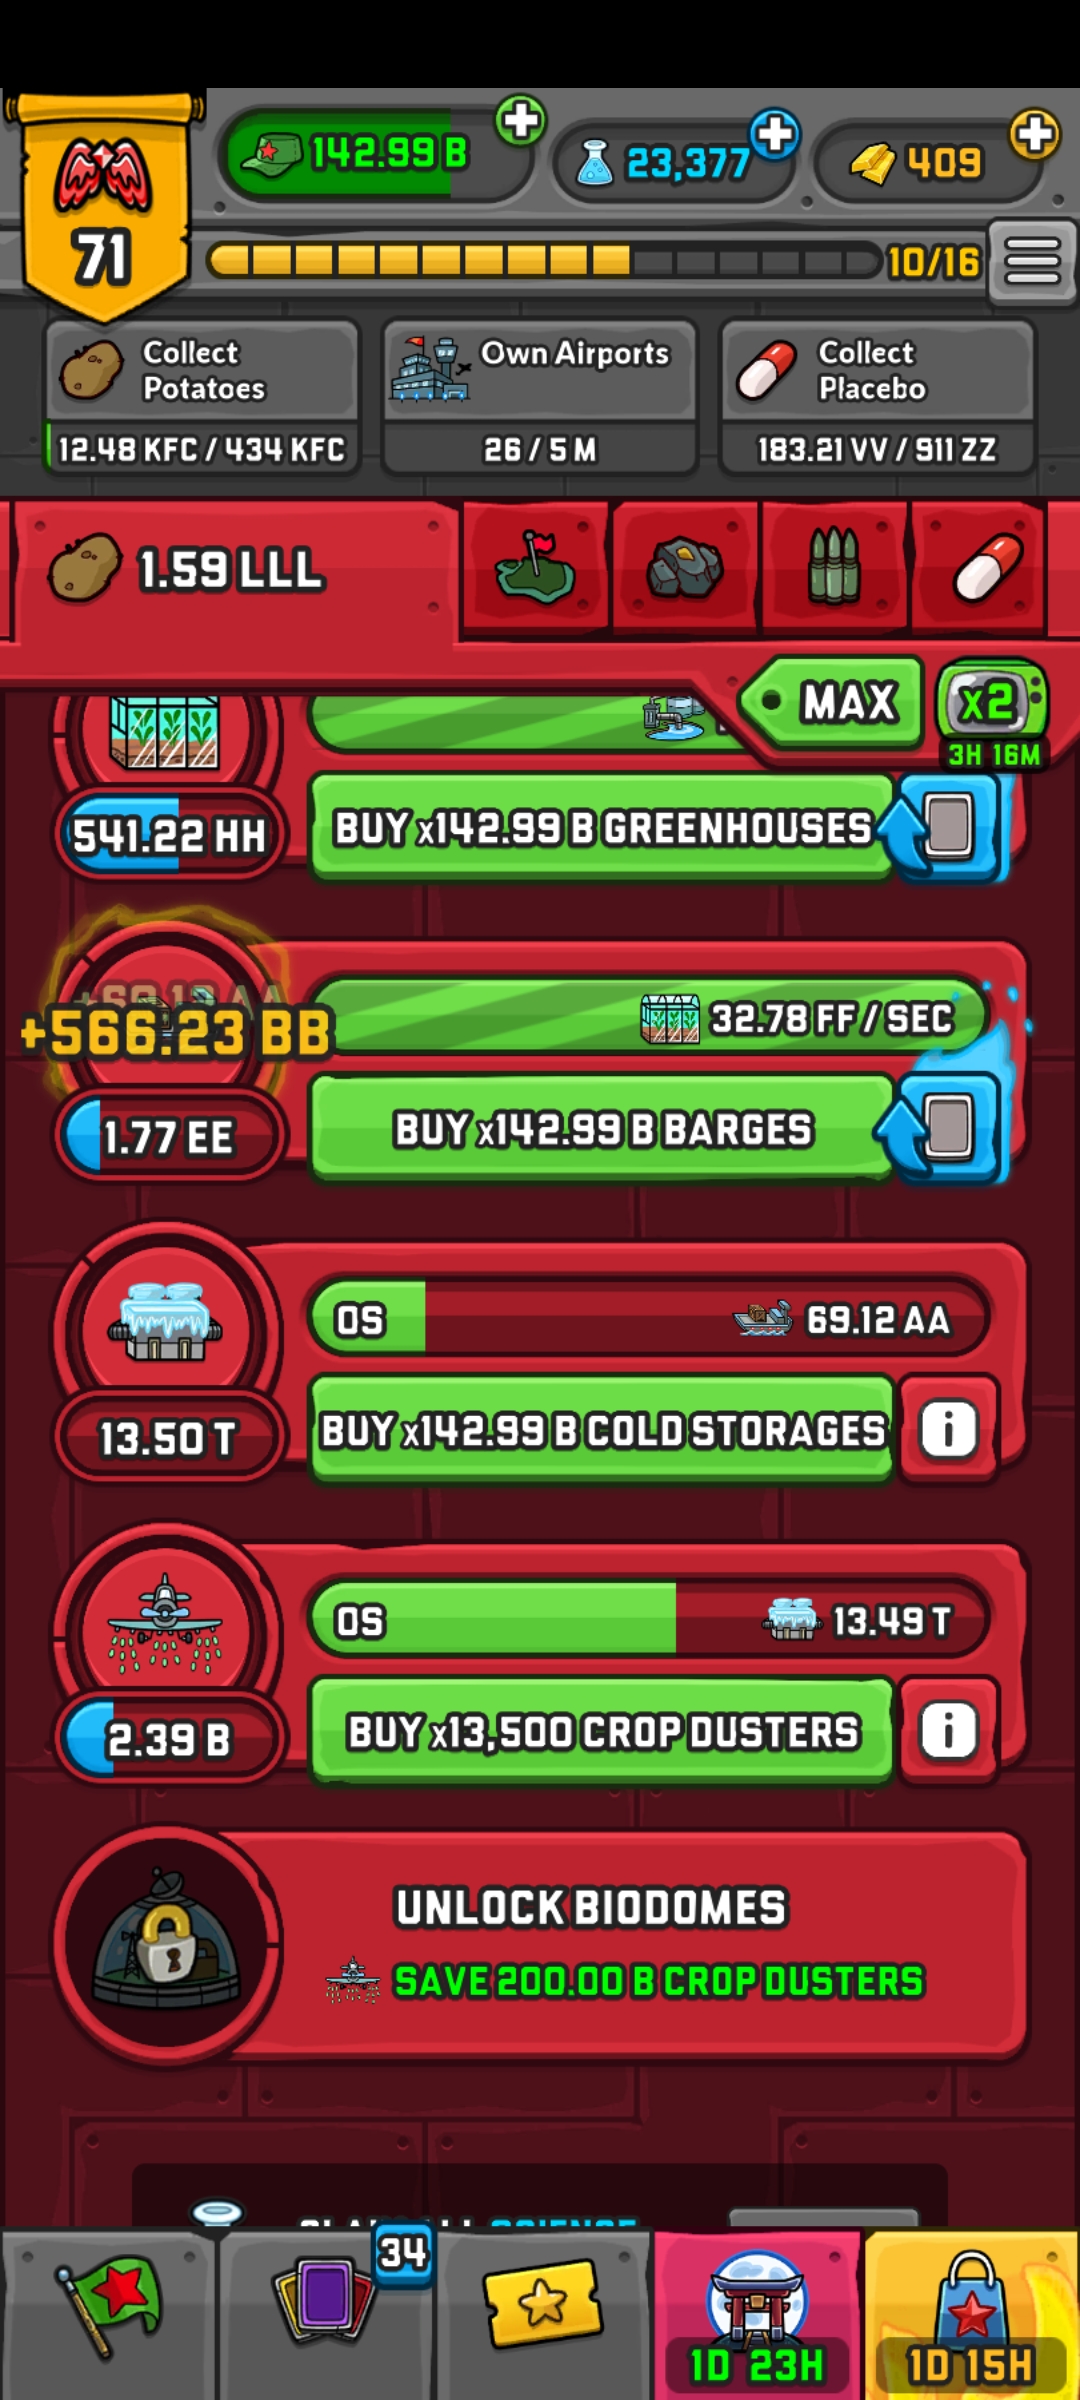 142.99 B
23,377
409
71
10/16
Collect
Potatoes
12.48 KFC / 434 KFC
Own Airports
26 / 5 M
Collect
Placebo
183.21 VV / 911 ZZ
1.59 LLL
MAX
x2
3H 16M
541.22 HH
BUY x142.99 B GREENHOUSES
+69.12 AA
+566.23 BB
32.78 FF / SEC
1.77 EE
BUY x142.99 B BARGES
0S
69.12 AA
13.50 T
BUY x142.99 B COLD STORAGES
i
0S
13.49 T
2.39 B
BUY x13,500 CROP DUSTERS
i
UNLOCK BIODOMES
SAVE 200.00 B CROP DUSTERS
SCIENCE
34
1D 23H
1D 15H